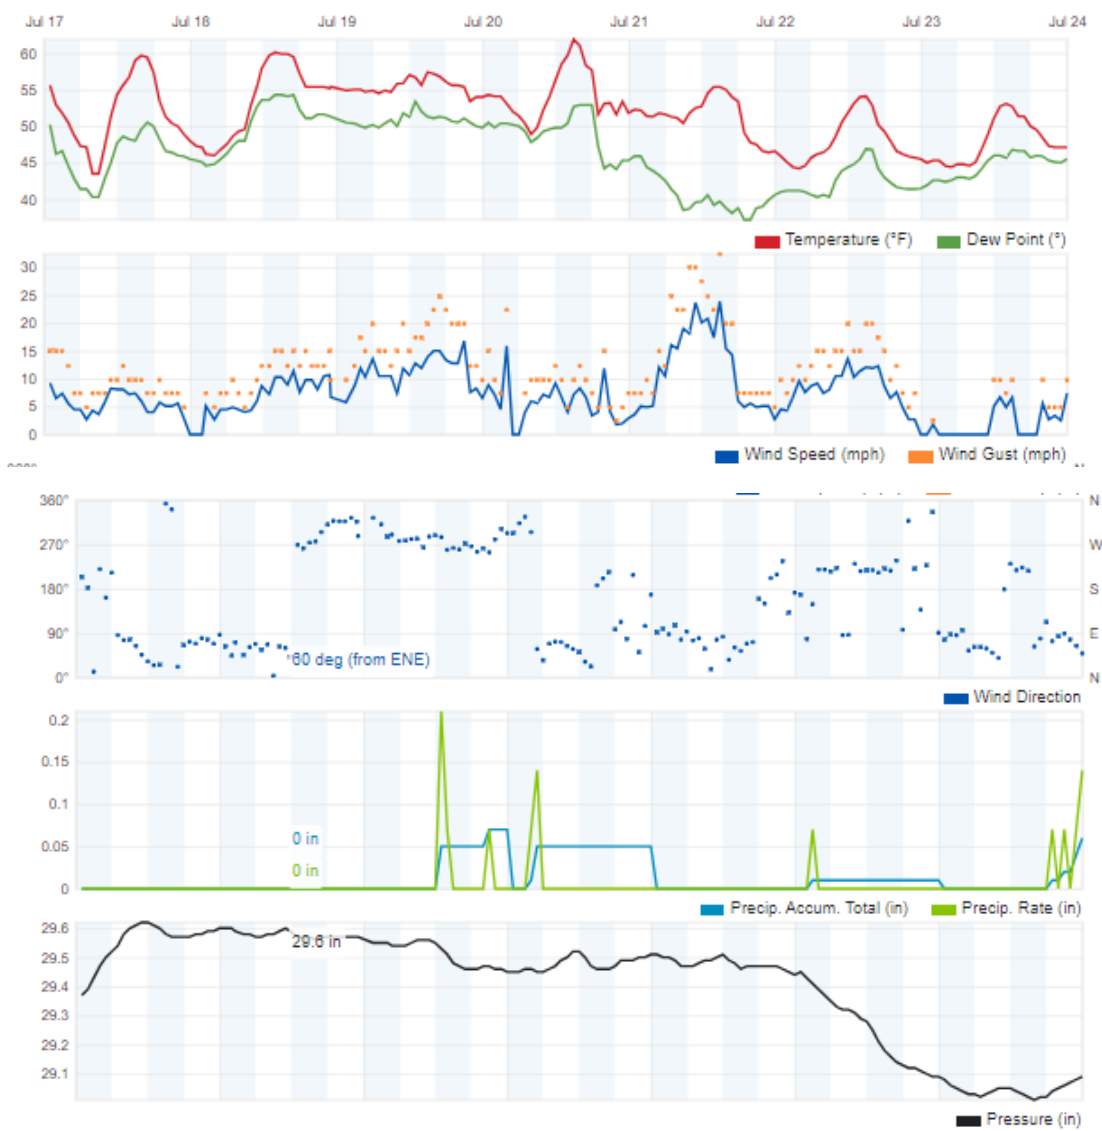 Jul 17 Jul 18 Jul 19 Jul 20 Jul 21 Jul 22 Jul 23 Jul 24
60
55
50
45
40
Temperature (°F) Dew Point (°)
30
25
20
15
10
5
0
Wind Speed (mph) Wind Gust (mph)
360° N
270° W
180° S
90° E
60 deg (from ENE)
0° N
Wind Direction
0.2
0.15
0.1
0.05
0 in
0 in
0
Precip. Accum. Total (in) Precip. Rate (in)
29.6
29.6 in
29.5
29.4
29.3
29.2
29.1
Pressure (in)